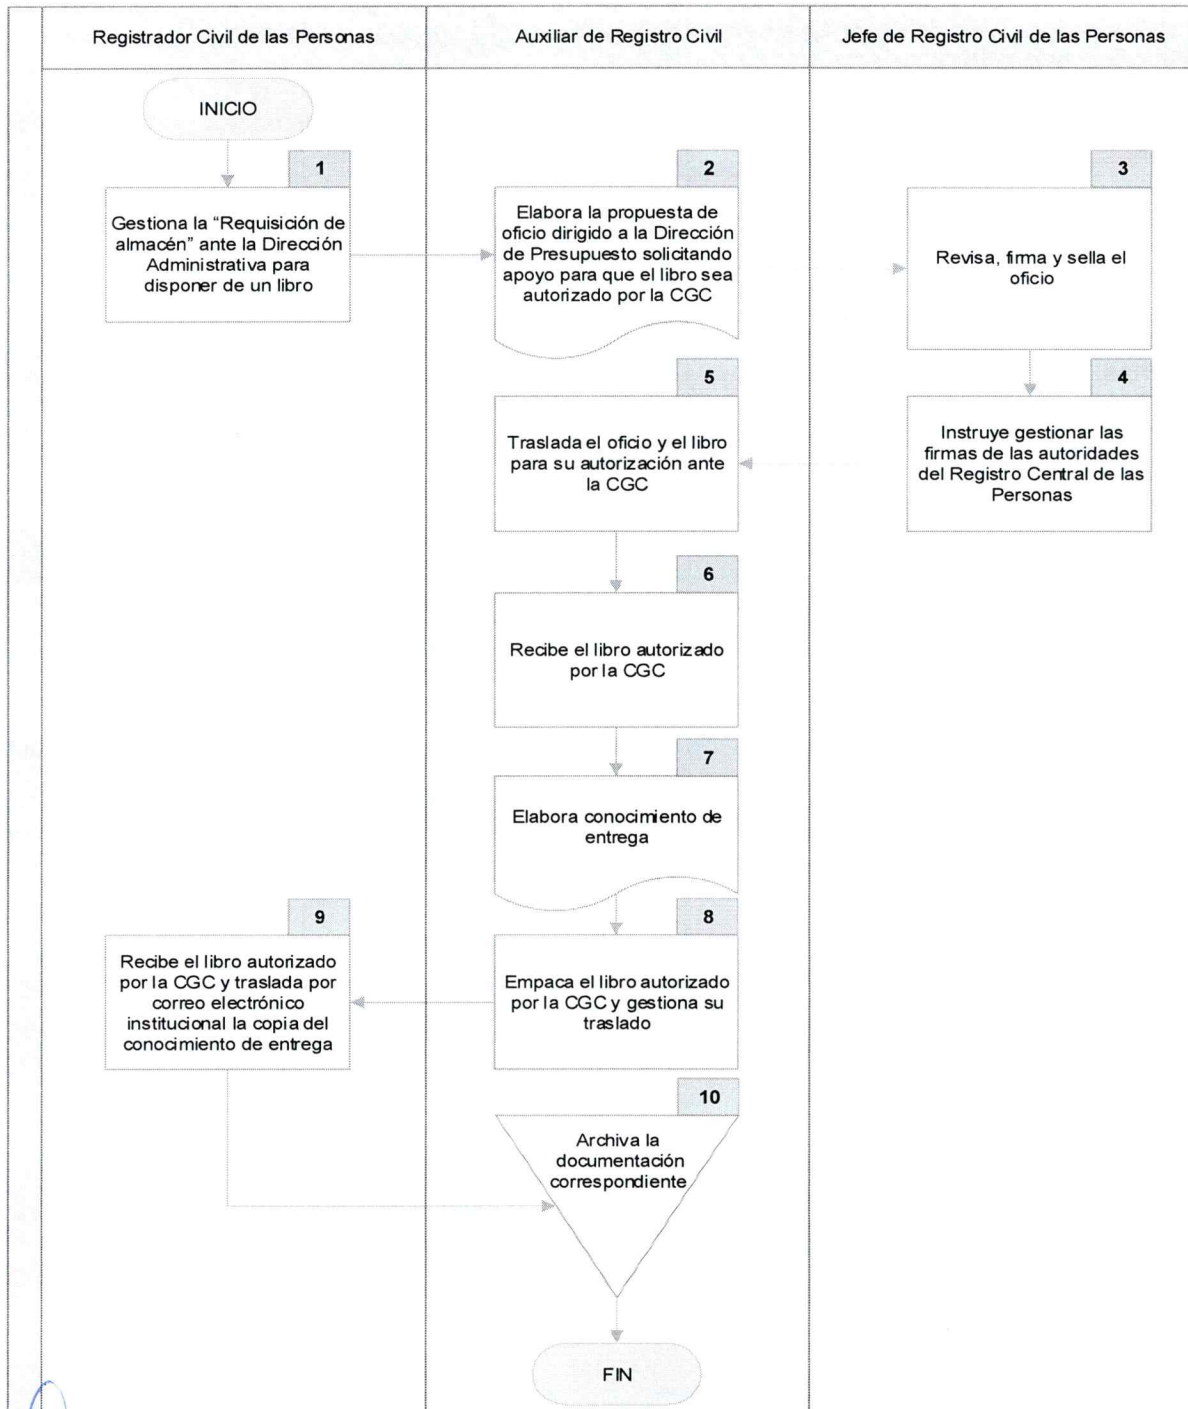 Registrador Civil de las Personas
Auxiliar de Registro Civil
Jefe de Registro Civil de las Personas
INICIO
1
Gestiona la “Requisición de
almacén” ante la Dirección
Administrativa para
disponer de un libro
2
Elabora la propuesta de
oficio dirigido a la Dirección
de Presupuesto solicitando
apoyo para que el libro sea
autorizado por la CGC
3
Revisa, firma y sella el
oficio
4
Instruye gestionar las
firmas de las autoridades
del Registro Central de las
Personas
5
Traslada el oficio y el libro
para su autorización ante
la CGC
6
Recibe el libro autorizado
por la CGC
7
Elabora conocimiento de
entrega
8
Empaca el libro autorizado
por la CGC y gestiona su
traslado
9
Recibe el libro autorizado
por la CGC y traslada por
correo electrónico
institucional la copia del
conocimiento de entrega
10
Archiva la
documentación
correspondiente
FIN